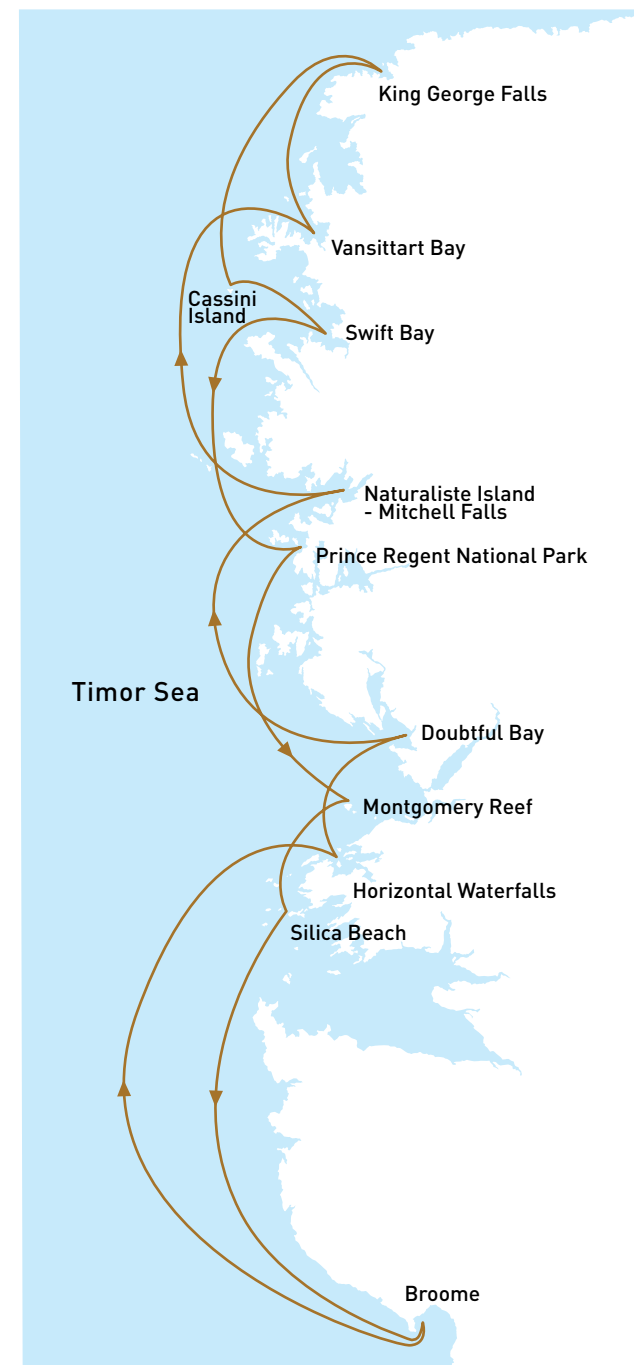 King George Falls
Vansittart Bay
Cassini
Island
Swift Bay
Naturaliste Island
- Mitchell Falls
Prince Regent National Park
Timor Sea
Doubtful Bay
Montgomery Reef
Horizontal Waterfalls
Silica Beach
Broome